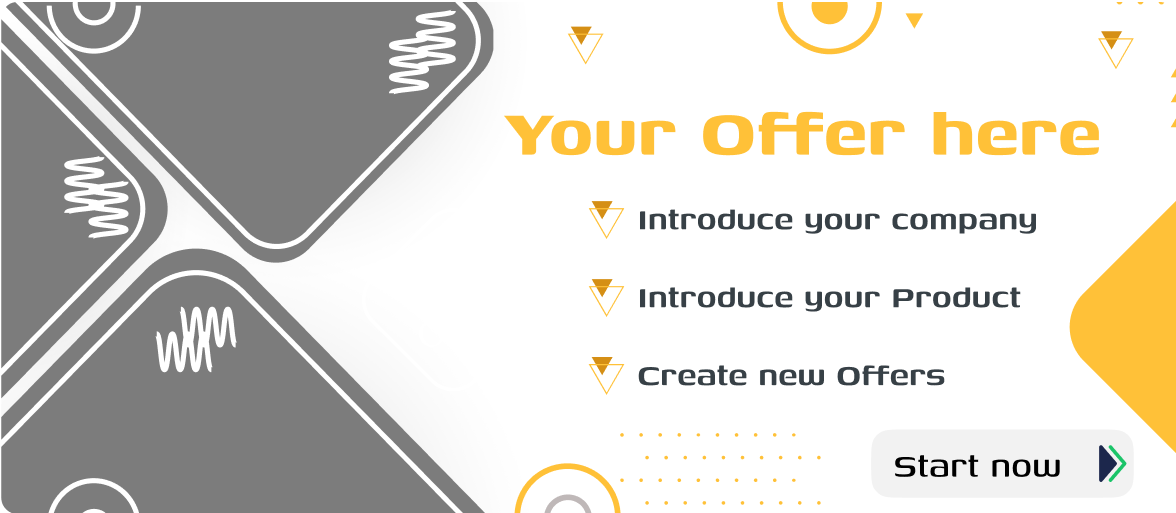 Your Offer here
Introduce your company
Introduce your Product
Create new Offers
Start now